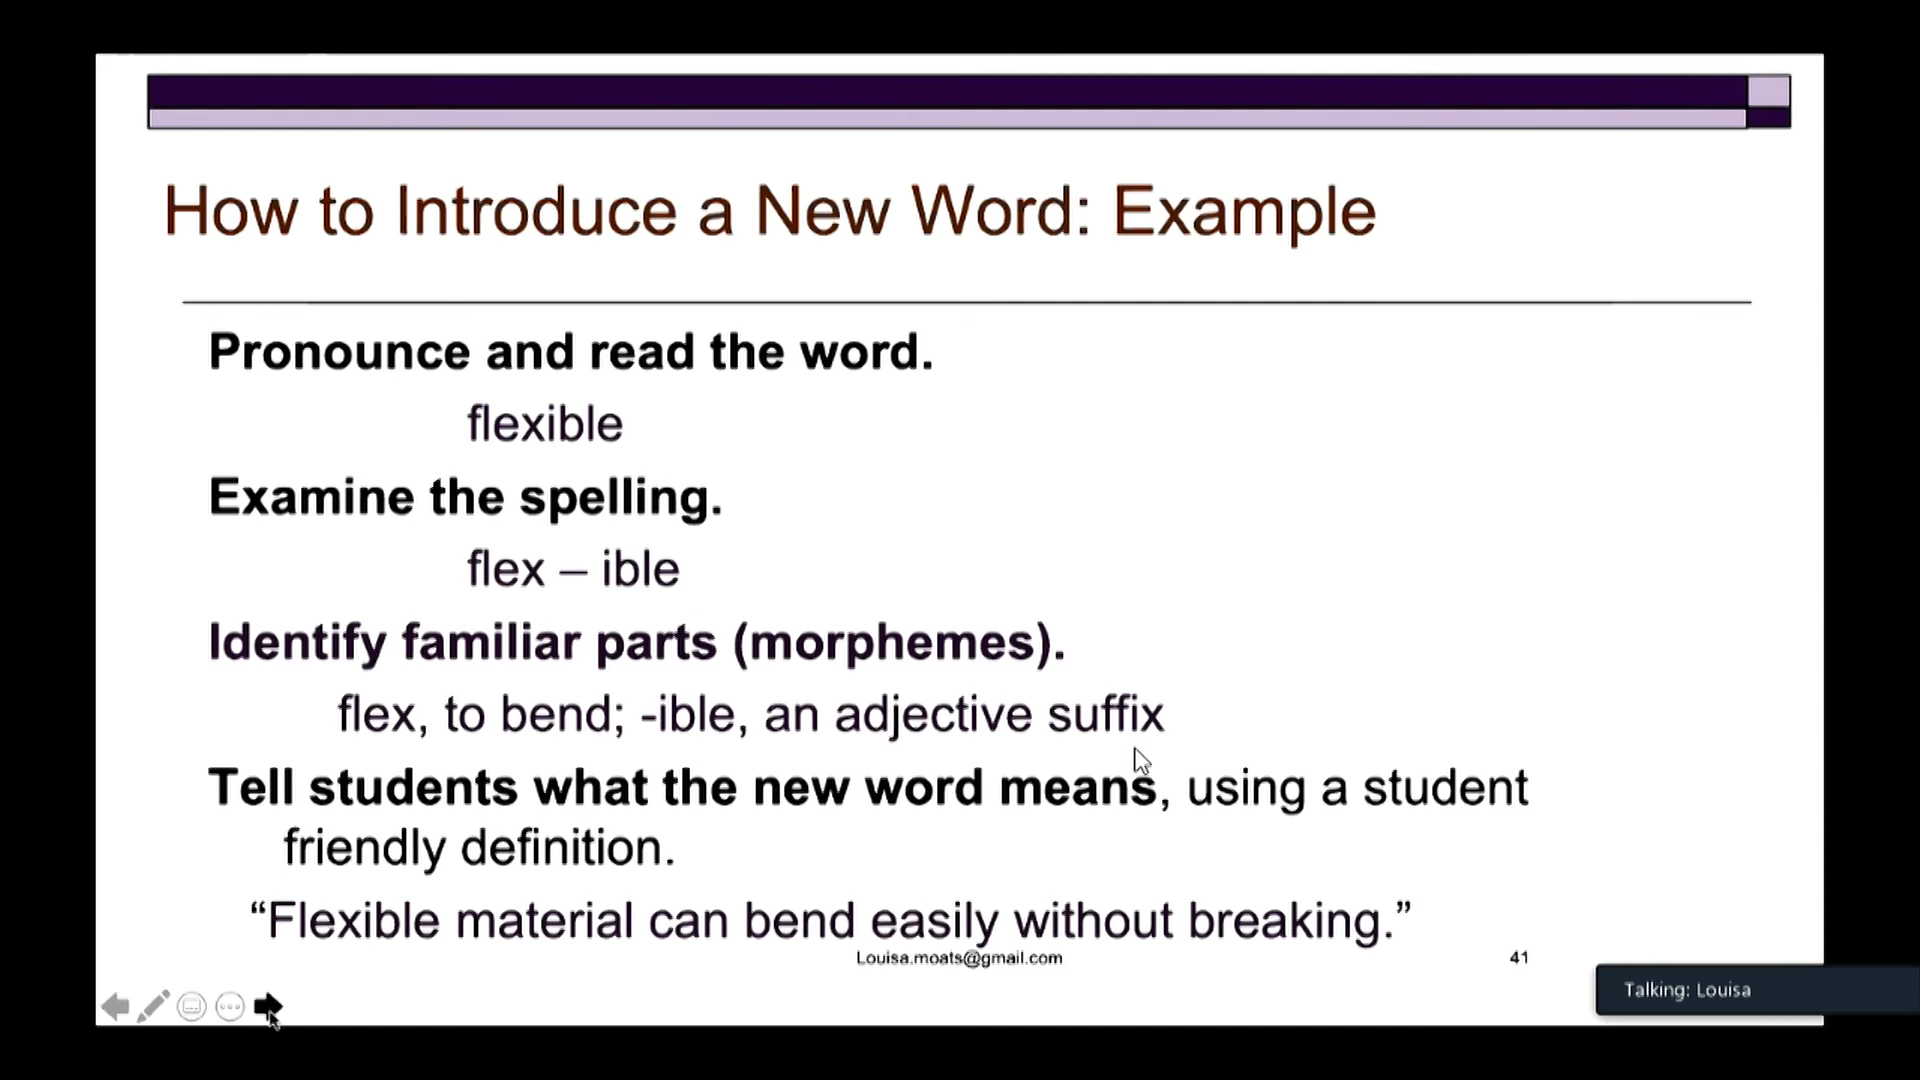 How to Introduce a New Word: Example
Pronounce and read the word.
flexible
Examine the spelling.
flex – ible
Identify familiar parts (morphemes).
flex, to bend; -ible, an adjective suffix
Tell students what the new word means, using a student
friendly definition.
“Flexible material can bend easily without breaking.”
Louisa.moats@gmail.com
41
Talking: Louisa